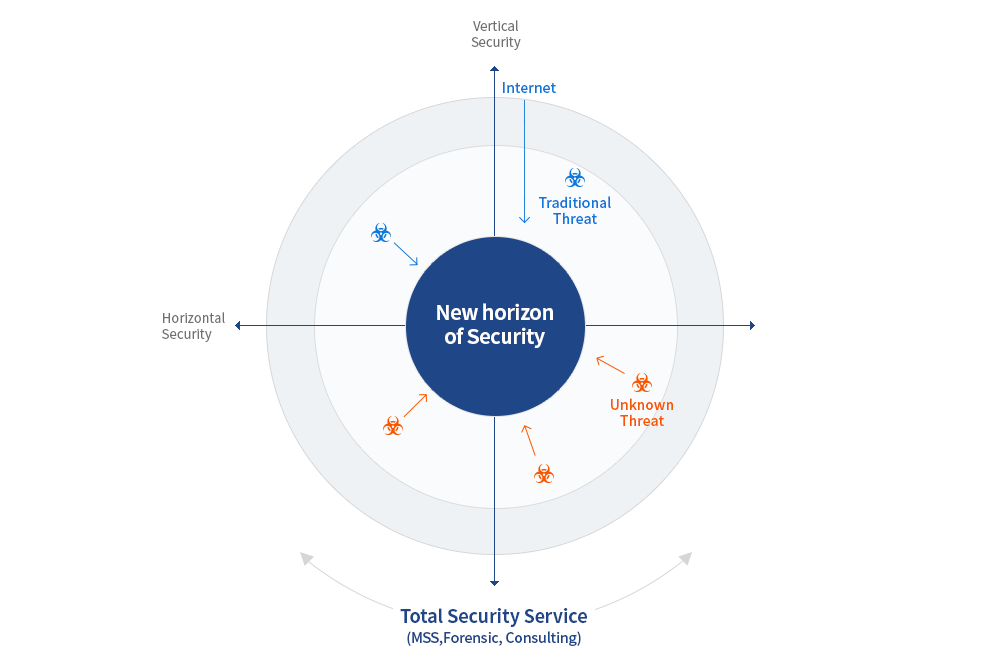 Vertical
Security
Internet
Traditional
Threat
New horizon
of Security
Horizontal
Security
Unknown
Threat
Total Security Service
(MSS,Forensic, Consulting)